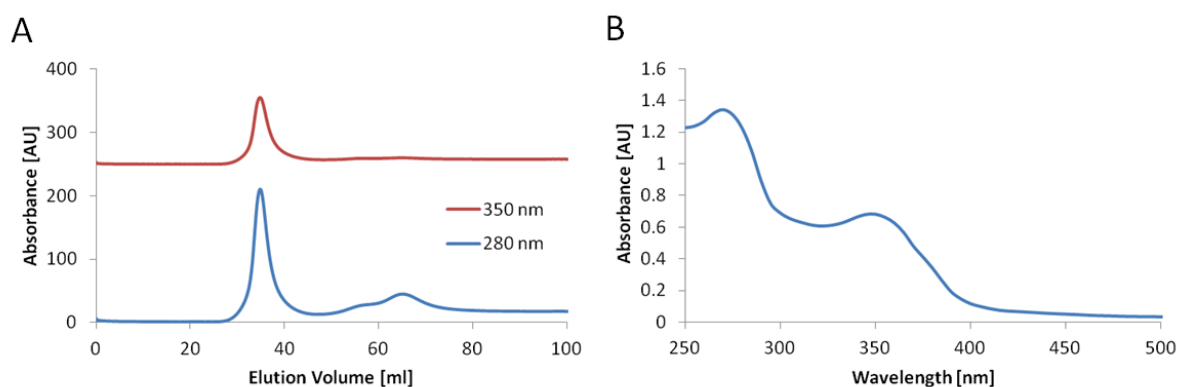 A
B
400
300
200
100
0
Absorbance [AU]
0 20 40 60 80 100
Elution Volume [ml]
350 nm
280 nm
1.6
1.4
1.2
1
0.8
0.6
0.4
0.2
0
Absorbance [AU]
250 300 350 400 450 500
Wavelength [nm]